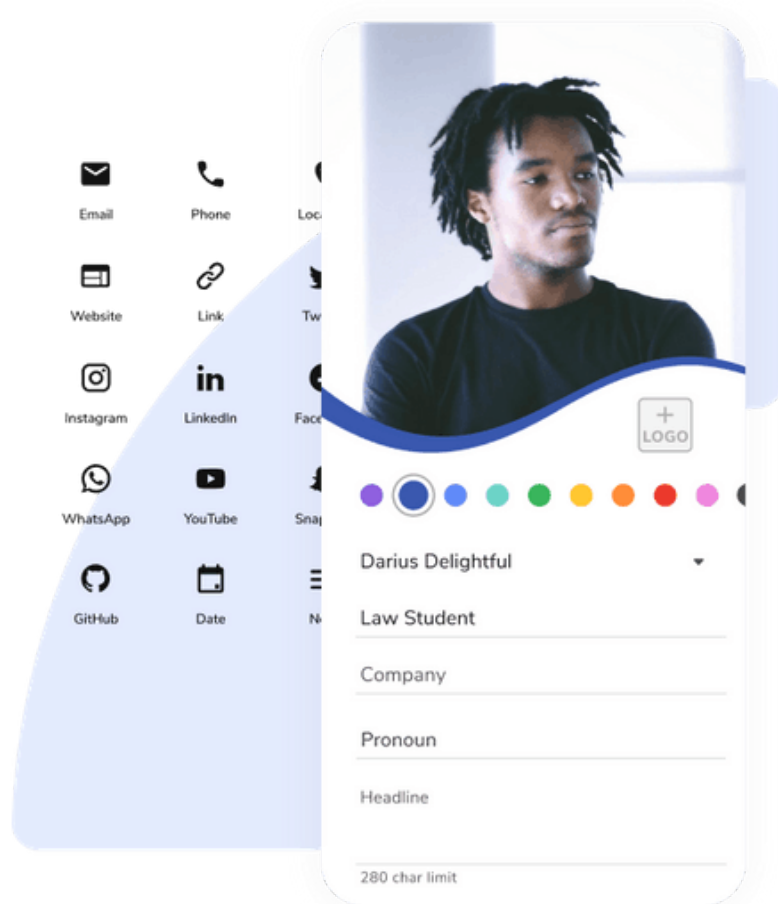 Email
Phone
Website
Link
Instagram
LinkedIn
WhatsApp
YouTube
GitHub
Date
LOGO
Darius Delightful
Law Student
Company
Pronoun
Headline
280 char limit